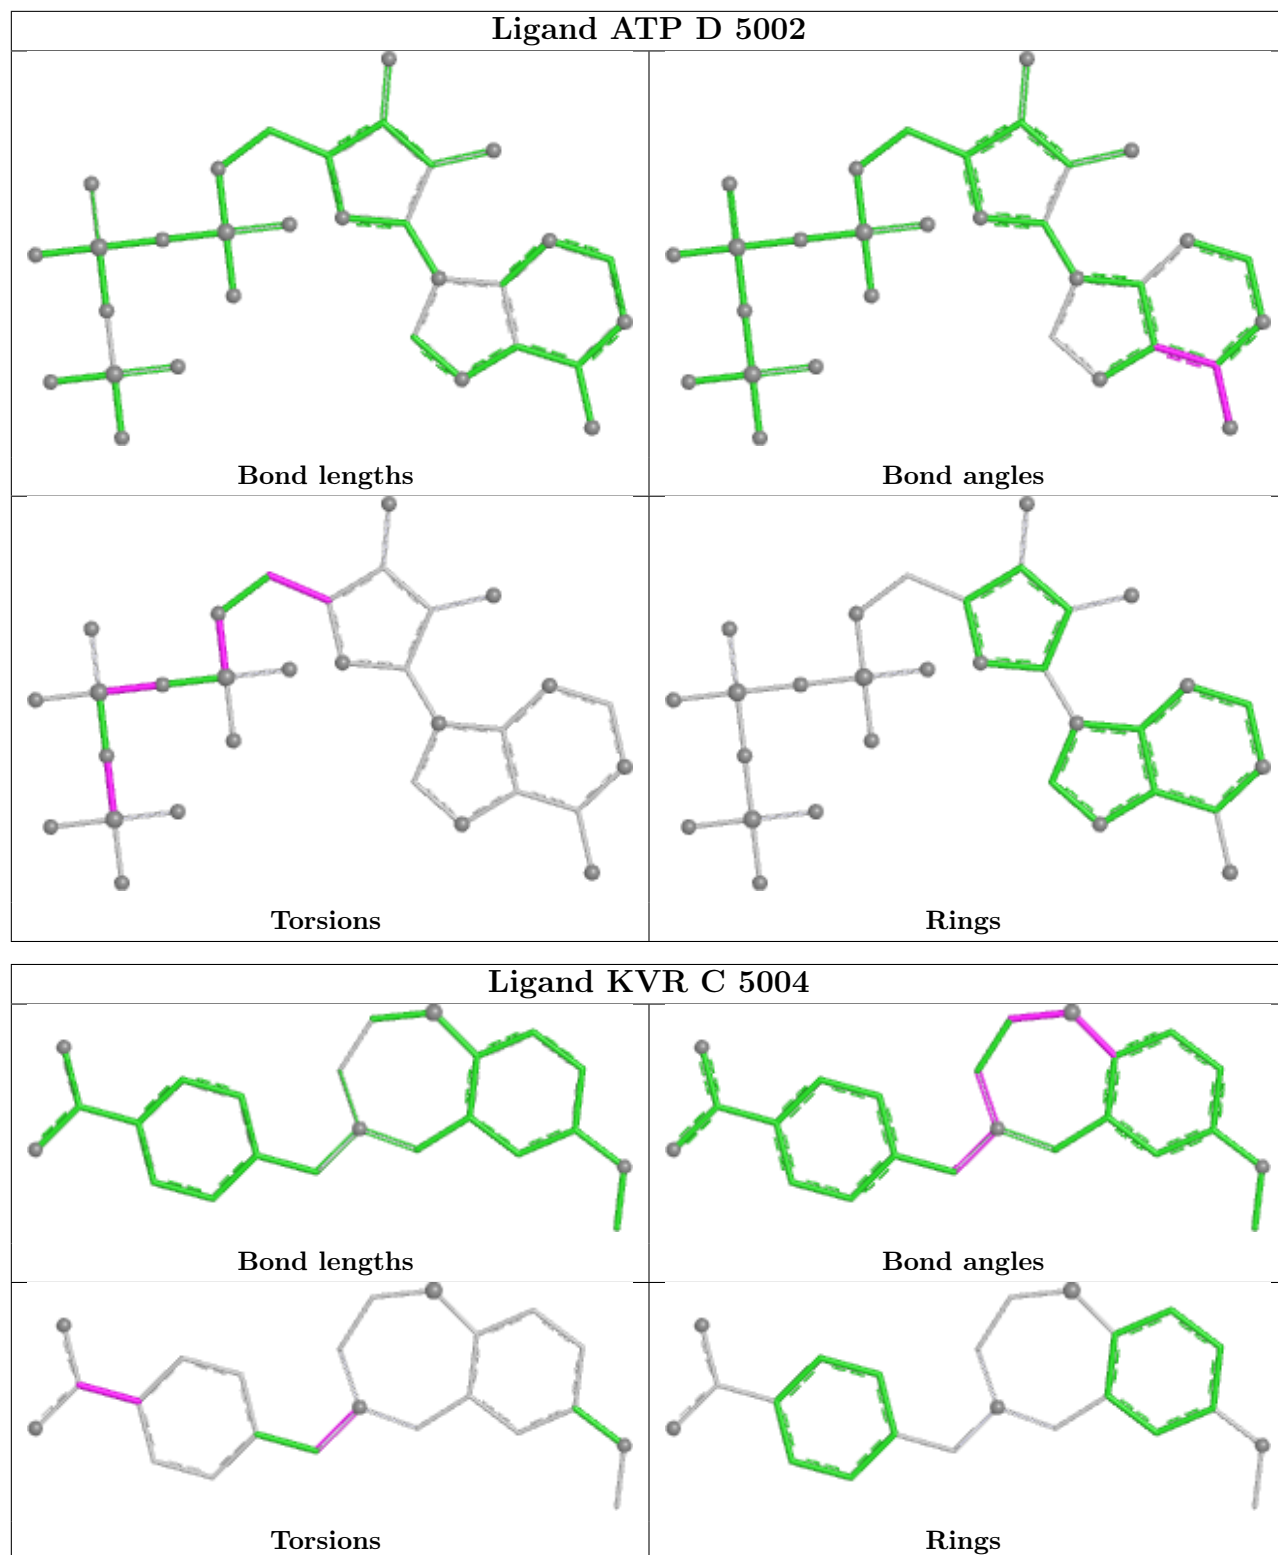 Ligand ATP D 5002
Bond lengths
Bond angles
Torsions
Rings
Ligand KVR C 5004
Bond lengths
Bond angles
Torsions
Rings